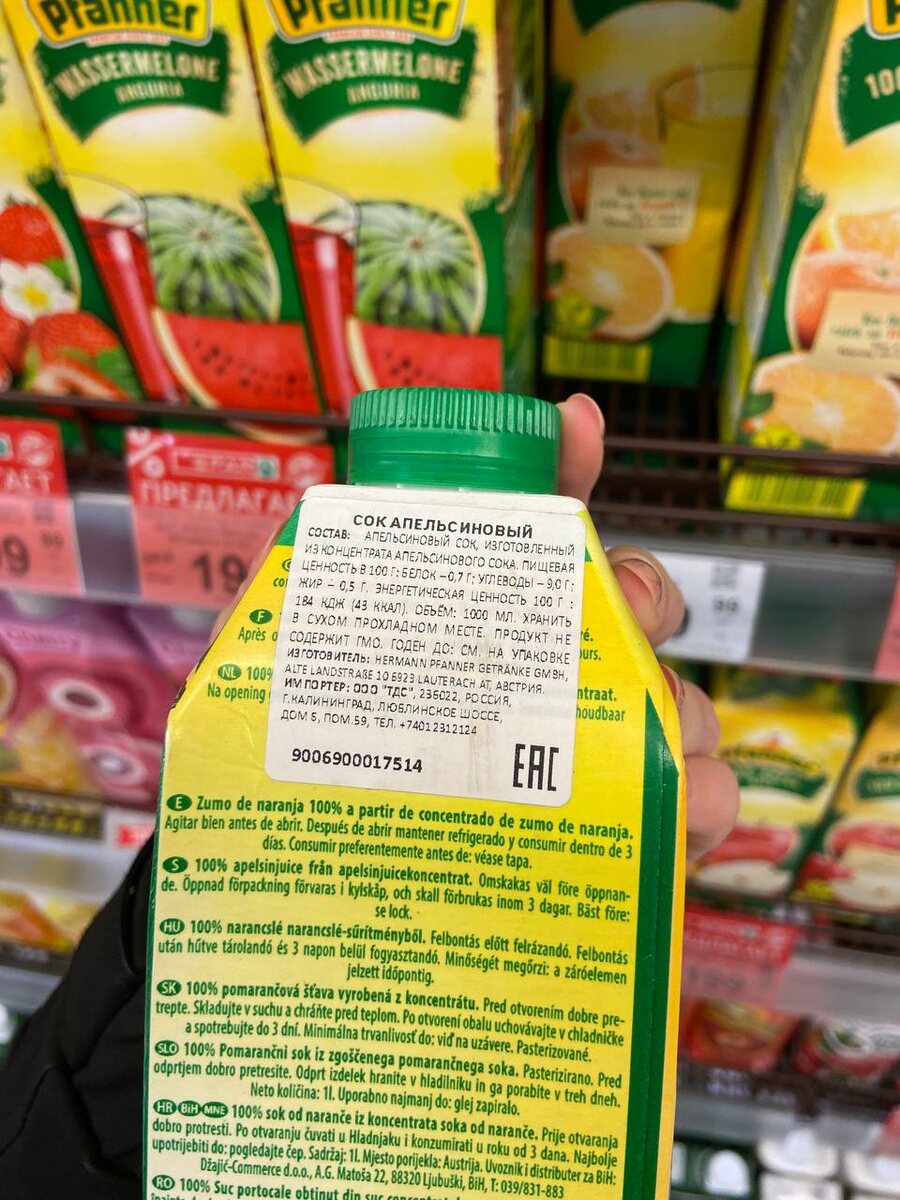 Pfanner
WASSERMELONE
ANGURIA
Pfanner
WASSERMELONE
ANGURIA
100
ПРЕДЛАГА
19
99
СОК АПЕЛЬСИНОВЫЙ
СОСТАВ: АПЕЛЬСИНОВЫЙ СОК, ИЗГОТОВЛЕННЫЙ
ИЗ КОНЦЕНТРАТА АПЕЛЬСИНОВОГО СОКА. ПИЩЕВАЯ
ЦЕННОСТЬ В 100 Г: БЕЛОК – 0,7 Г; УГЛЕВОДЫ – 9,0 Г;
ЖИР – 0,5 Г. ЭНЕРГЕТИЧЕСКАЯ ЦЕННОСТЬ 100 Г :
184 КДЖ (43 ККАЛ). ОБЪЁМ: 1000 МЛ. ХРАНИТЬ
В СУХОМ ПРОХЛАДНОМ МЕСТЕ. ПРОДУКТ НЕ
СОДЕРЖИТ ГМО. ГОДЕН ДО: СМ. НА УПАКОВКЕ
ИЗГОТОВИТЕЛЬ: HERMANN PFANNER GETRÄNKE GMBH,
ALTE LANDSTRAßE 10 6923 LAUTERACH AT, АВСТРИЯ.
ИМПОРТЕР: ООО "ТДС", 236022, РОССИЯ,
Г.КАЛИНИНГРАД, ЛЮБЛИНСКОЕ ШОССЕ,
ДОМ 5, ПОМ.59, ТЕЛ. +74012312124
9006900017514
EAC
F
Après o
NL 100%
ntraat.
Na opening
houdbaar
E Zumo de naranja 100% a partir de concentrado de zumo de naranja.
Agitar bien antes de abrir. Después de abrir mantener refrigerado y consumir dentro de 3
días. Consumir preferentemente antes de: véase tapa.
S 100% apelsinjuice från apelsinjuicekoncentrat. Omskakas väl före öppnan-
de. Öppnad förpackning förvaras i kylskåp, och skall förbrukas inom 3 dagar. Bäst före:
se lock.
HU 100% narancslé narancslé-sűrítményből. Felbontás előtt felrázandó. Felbontás
után hűtve tárolandó és 3 napon belül fogyasztandó. Minőségét megőrzi: a záróelemen
jelzett időpontig.
SK 100% pomarančová šťava vyrobená z koncentrátu. Pred otvorením dobre pre-
trepte. Skladujte v suchu a chráňte pred teplom. Po otvorení obalu uchovávajte v chladničke
a spotrebujte do 3 dní. Minimálna trvanlivosť do: viď na uzávere. Pasterizované.
SLO 100% Pomarančni sok iz zgoščenega pomarančnega soka. Pasterizirano. Pred
odprtjem dobro pretresite. Odprt izdelek hranite v hladilniku in ga porabite v treh dneh.
Neto količina: 1l. Uporabno najmanj do: glej zapiralo.
HR BiH MNE 100% sok od naranče iz koncentrata soka od naranče. Prije otvaranja
dobro protresti. Po otvaranju čuvati u Hladnjaku i konzumirati u roku od 3 dana. Najbolje
upotrijebiti do: pogledajte čep. Sadržaj: 1l. Mjesto porijekla: Austrija. Uvoznik i distributer za BiH:
Džajić-Commerce d.o.o., A.G. Matoša 22, 88320 Ljubuški, BiH, T: 039/831-883
RO 100% Suc portocale obținut din suc